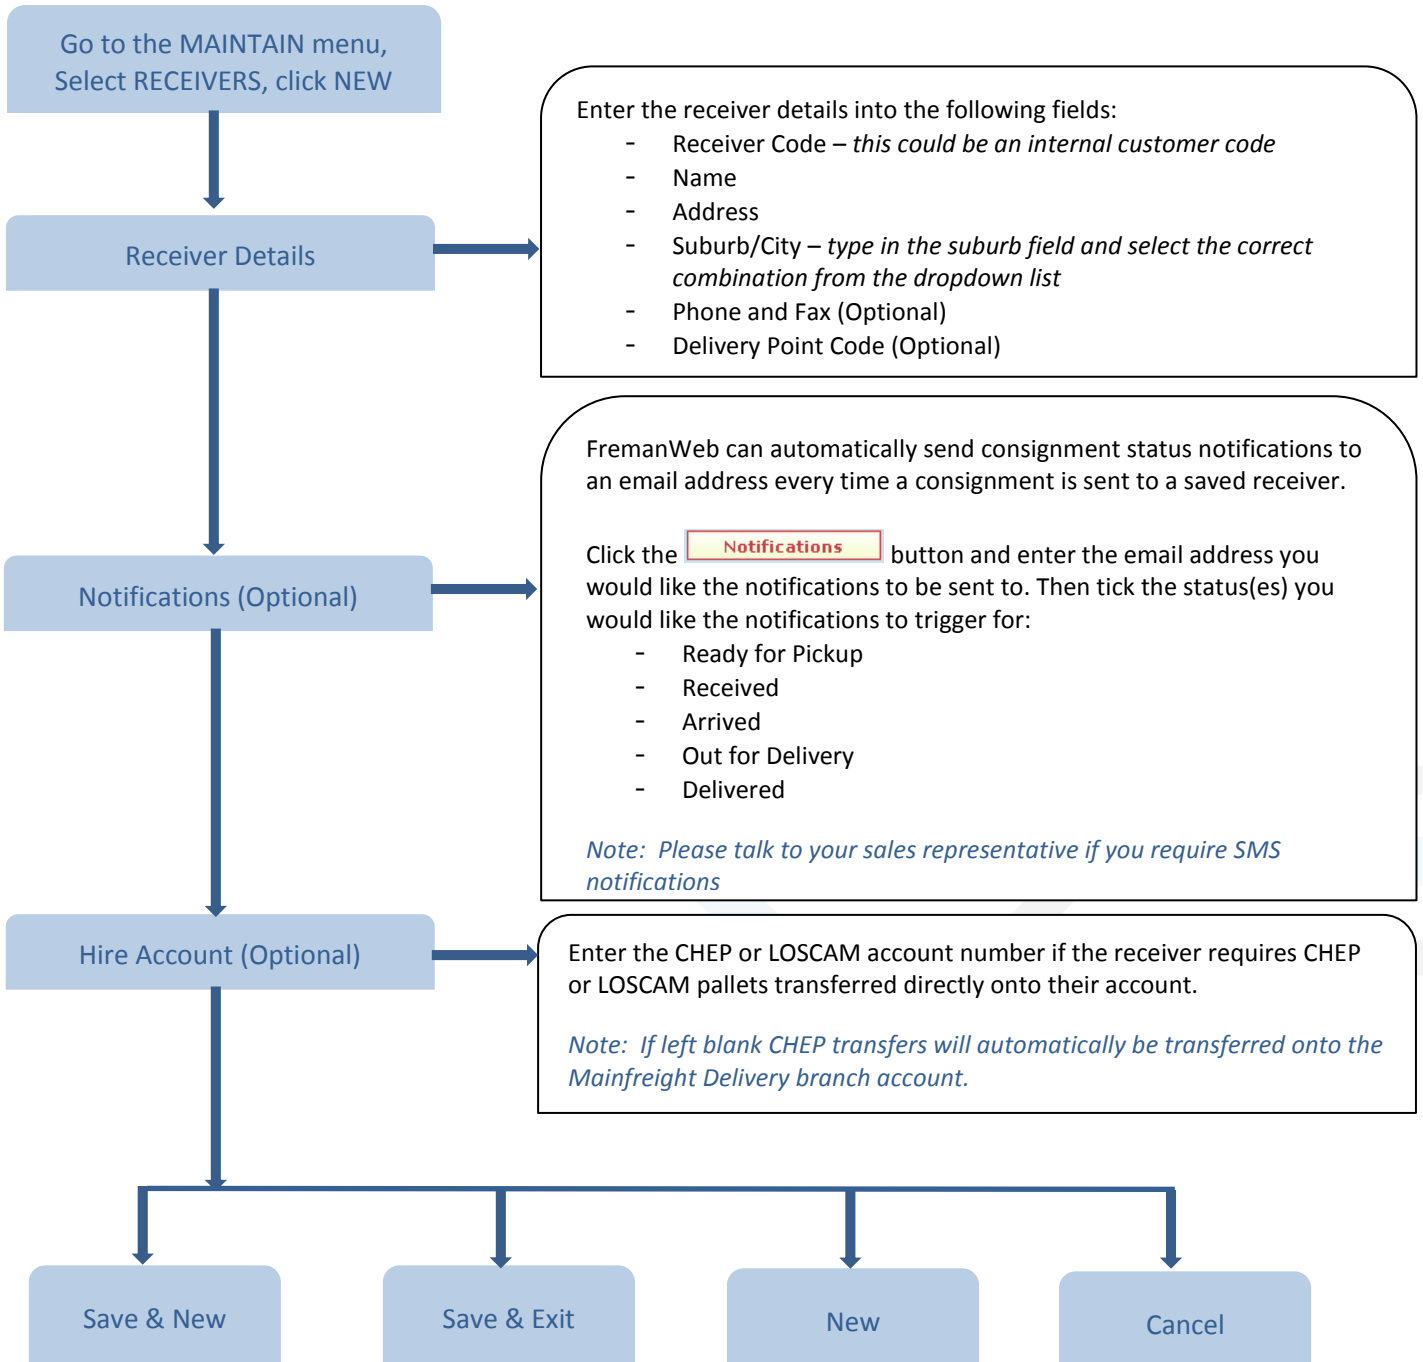 Go to the MAINTAIN menu,
Select RECEIVERS, click NEW
Receiver Details
Enter the receiver details into the following fields:
- Receiver Code – this could be an internal customer code
- Name
- Address
- Suburb/City – type in the suburb field and select the correct
combination from the dropdown list
- Phone and Fax (Optional)
- Delivery Point Code (Optional)
Notifications (Optional)
FremanWeb can automatically send consignment status notifications to
an email address every time a consignment is sent to a saved receiver.
Click the Notifications button and enter the email address you
would like the notifications to be sent to. Then tick the status(es) you
would like the notifications to trigger for:
- Ready for Pickup
- Received
- Arrived
- Out for Delivery
- Delivered
Note: Please talk to your sales representative if you require SMS
notifications
Hire Account (Optional)
Enter the CHEP or LOSCAM account number if the receiver requires CHEP
or LOSCAM pallets transferred directly onto their account.
Note: If left blank CHEP transfers will automatically be transferred onto the
Mainfreight Delivery branch account.
Save & New
Save & Exit
New
Cancel